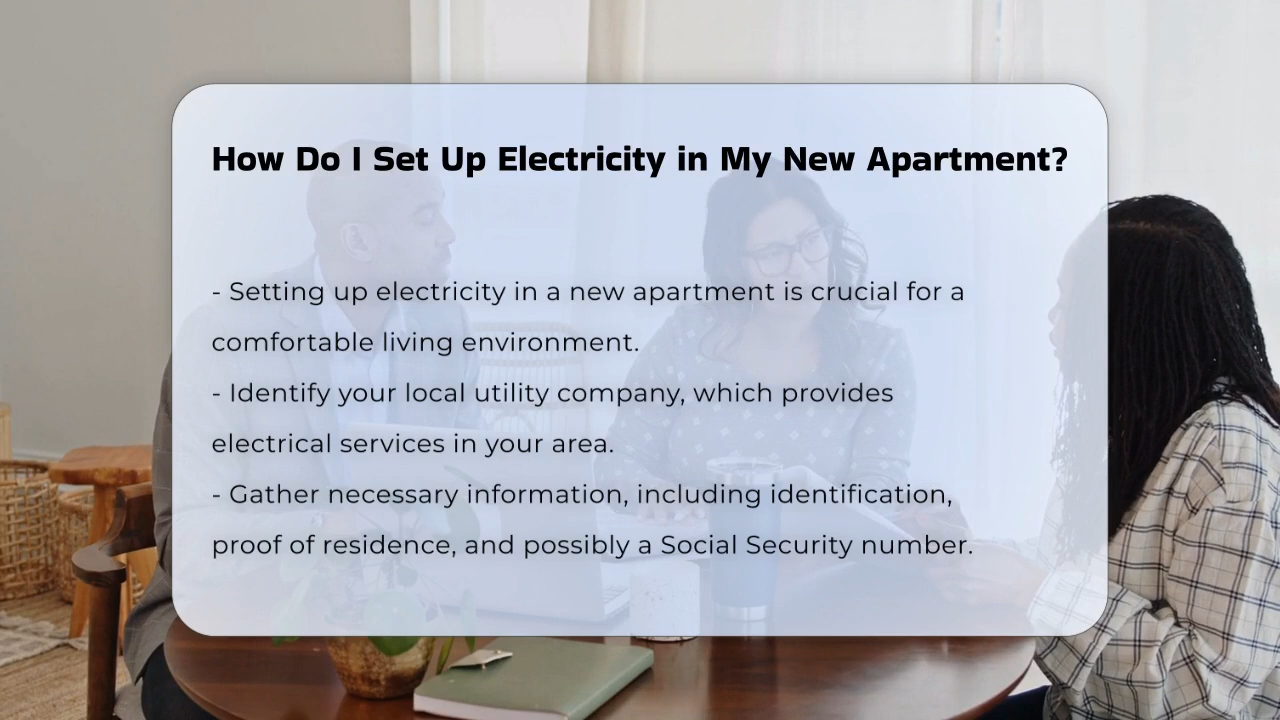 How Do I Set Up Electricity in My New Apartment?
- Setting up electricity in a new apartment is crucial for a
comfortable living environment.
- Identify your local utility company, which provides
electrical services in your area.
- Gather necessary information, including identification,
proof of residence, and possibly a Social Security number.